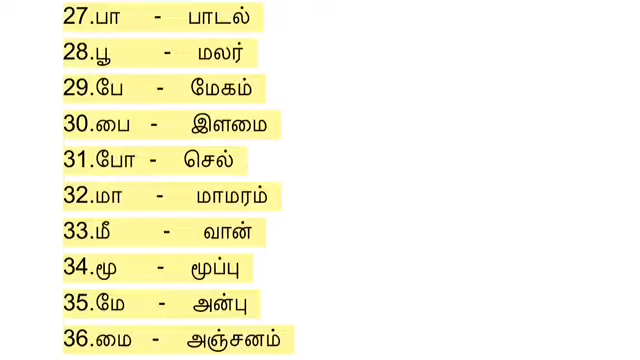 27.பா - பாடல்
28.பூ - மலர்
29.பே - மேகம்
30.பை - இளமை
31.போ - செல்
32.மா - மாமரம்
33.மீ - வான்
34.மூ - மூப்பு
35.மே - அன்பு
36.மை - அஞ்சனம்